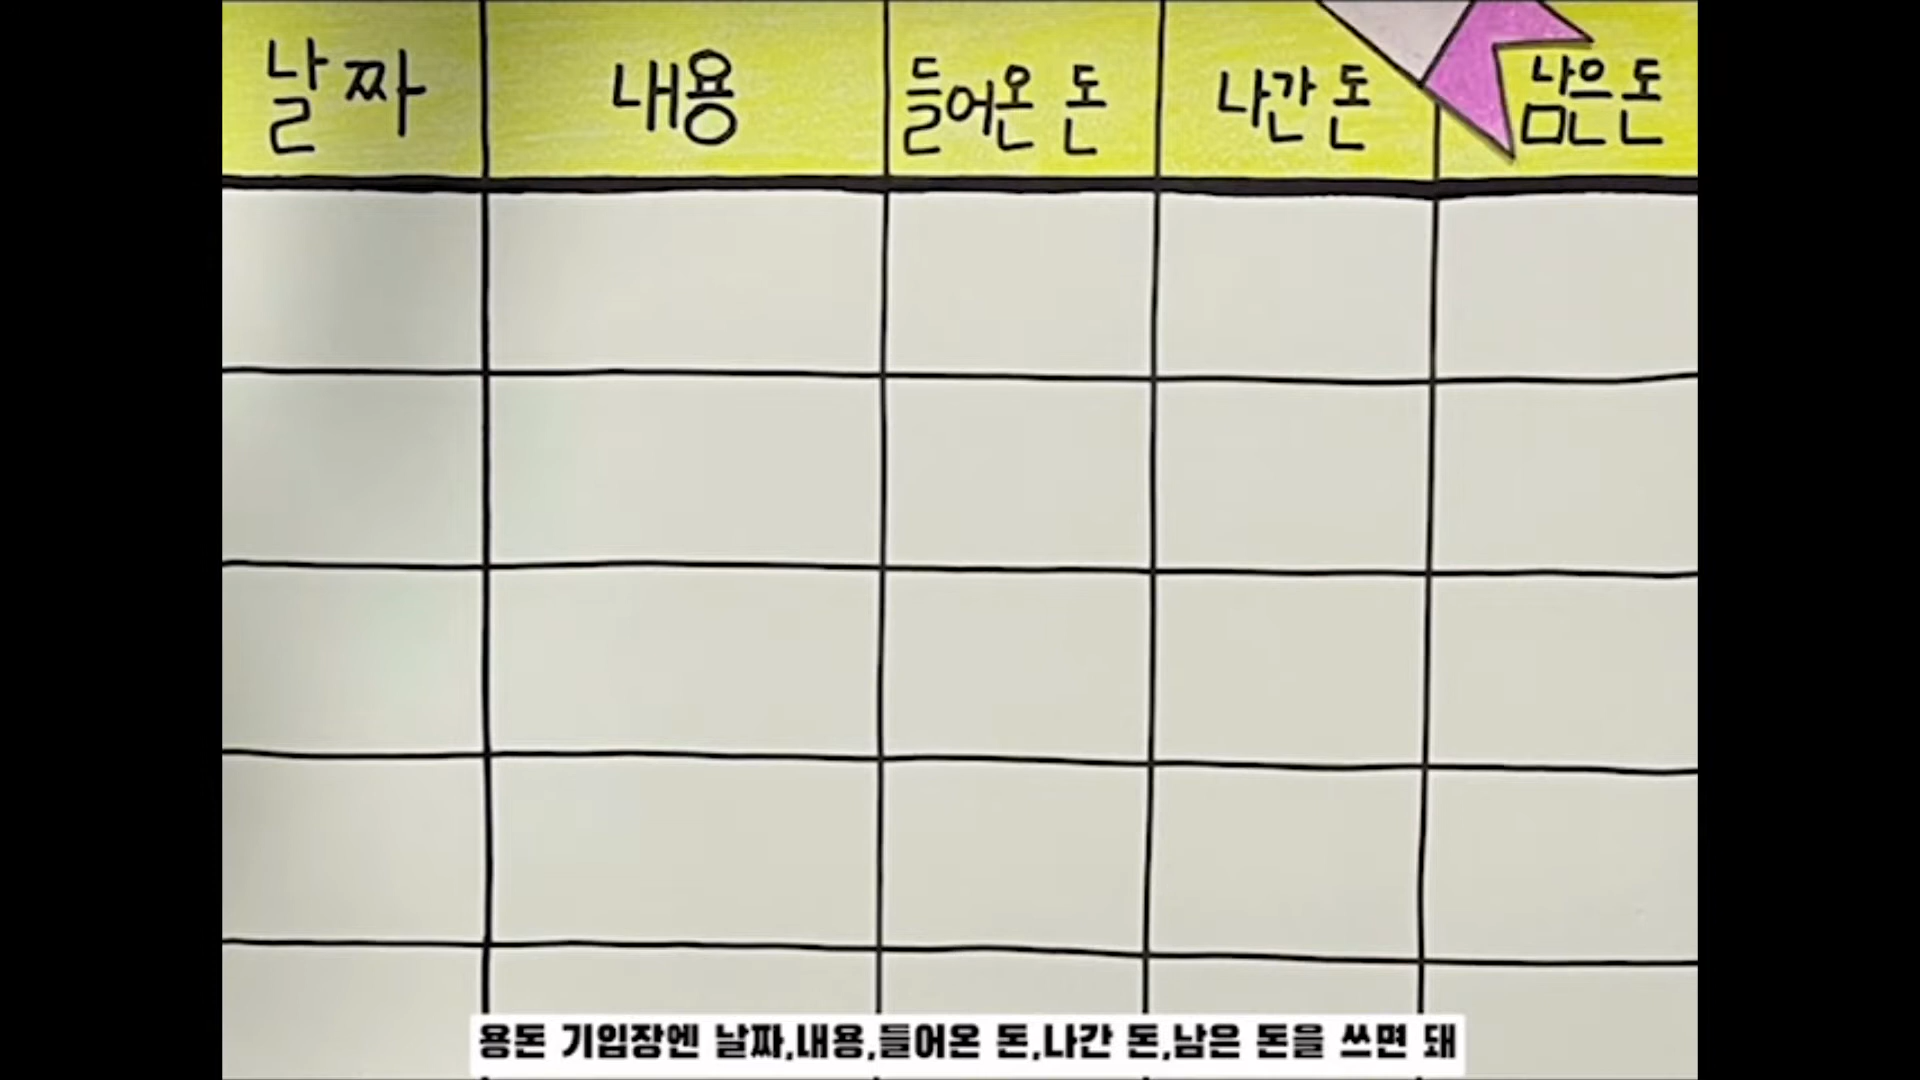 날짜 내용 들어온 돈 나간 돈 남은 돈
용돈 기입장엔 날짜,내용,들어온 돈,나간 돈,남은 돈을 쓰면 돼